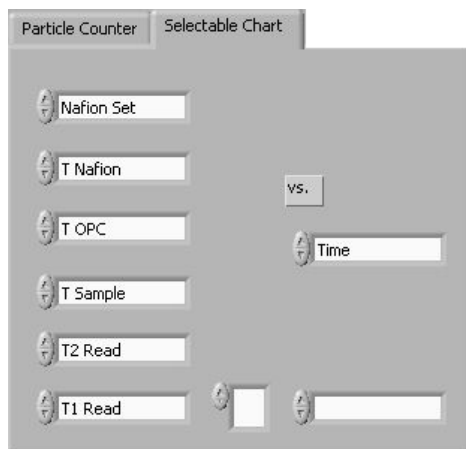 Particle Counter
Selectable Chart
Nafion Set
T Nafion
vs.
T OPC
Time
T Sample
T2 Read
T1 Read